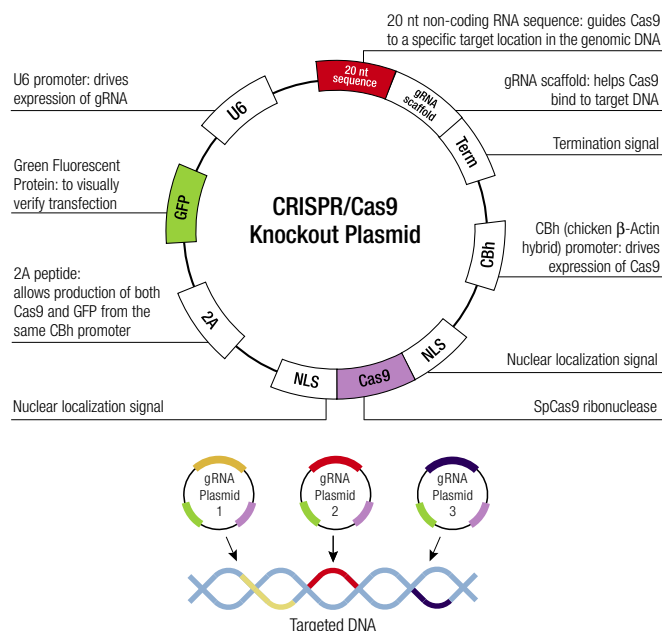 20 nt non-coding RNA sequence: guides Cas9
to a specific target location in the genomic DNA
U6 promoter: drives
expression of gRNA
gRNA scaffold: helps Cas9
bind to target DNA
Termination signal
Green Fluorescent
Protein: to visually
verify transfection
CBh (chicken β-Actin
hybrid) promoter: drives
expression of Cas9
2A peptide:
allows production of both
Cas9 and GFP from the
same CBh promoter
Nuclear localization signal
Nuclear localization signal
SpCas9 ribonuclease
CRISPR/Cas9
Knockout Plasmid
20 nt
sequence
gRNA
scaffold
Term
CBh
NLS
Cas9
NLS
2A
GFP
U6
gRNA
Plasmid
1
gRNA
Plasmid
2
gRNA
Plasmid
3
Targeted DNA